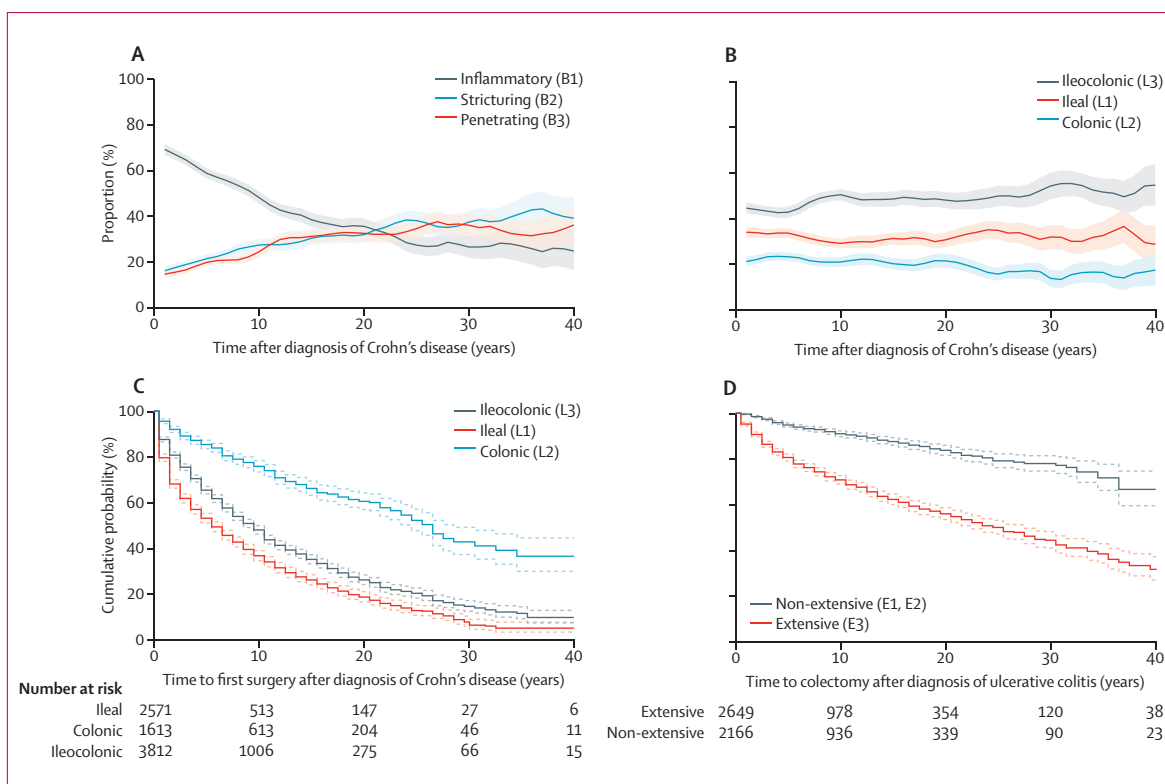 A
Inflammatory (B1)
Stricturing (B2)
Penetrating (B3)
100
80
60
40
20
0
Proportion (%)
0 10 20 30 40
Time after diagnosis of Crohn's disease (years)
B
Ileocolonic (L3)
Ileal (L1)
Colonic (L2)
0 10 20 30 40
Time after diagnosis of Crohn's disease (years)
C
Ileocolonic (L3)
Ileal (L1)
Colonic (L2)
100
80
60
40
20
0
Cumulative probability (%)
0 10 20 30 40
Time to first surgery after diagnosis of Crohn's disease (years)
Number at risk
Ileal 2571 513 147 27 6
Colonic 1613 613 204 46 11
Ileocolonic 3812 1006 275 66 15
D
Non-extensive (E1, E2)
Extensive (E3)
0 10 20 30 40
Time to colectomy after diagnosis of ulcerative colitis (years)
Extensive 2649 978 354 120 38
Non-extensive 2166 936 339 90 23